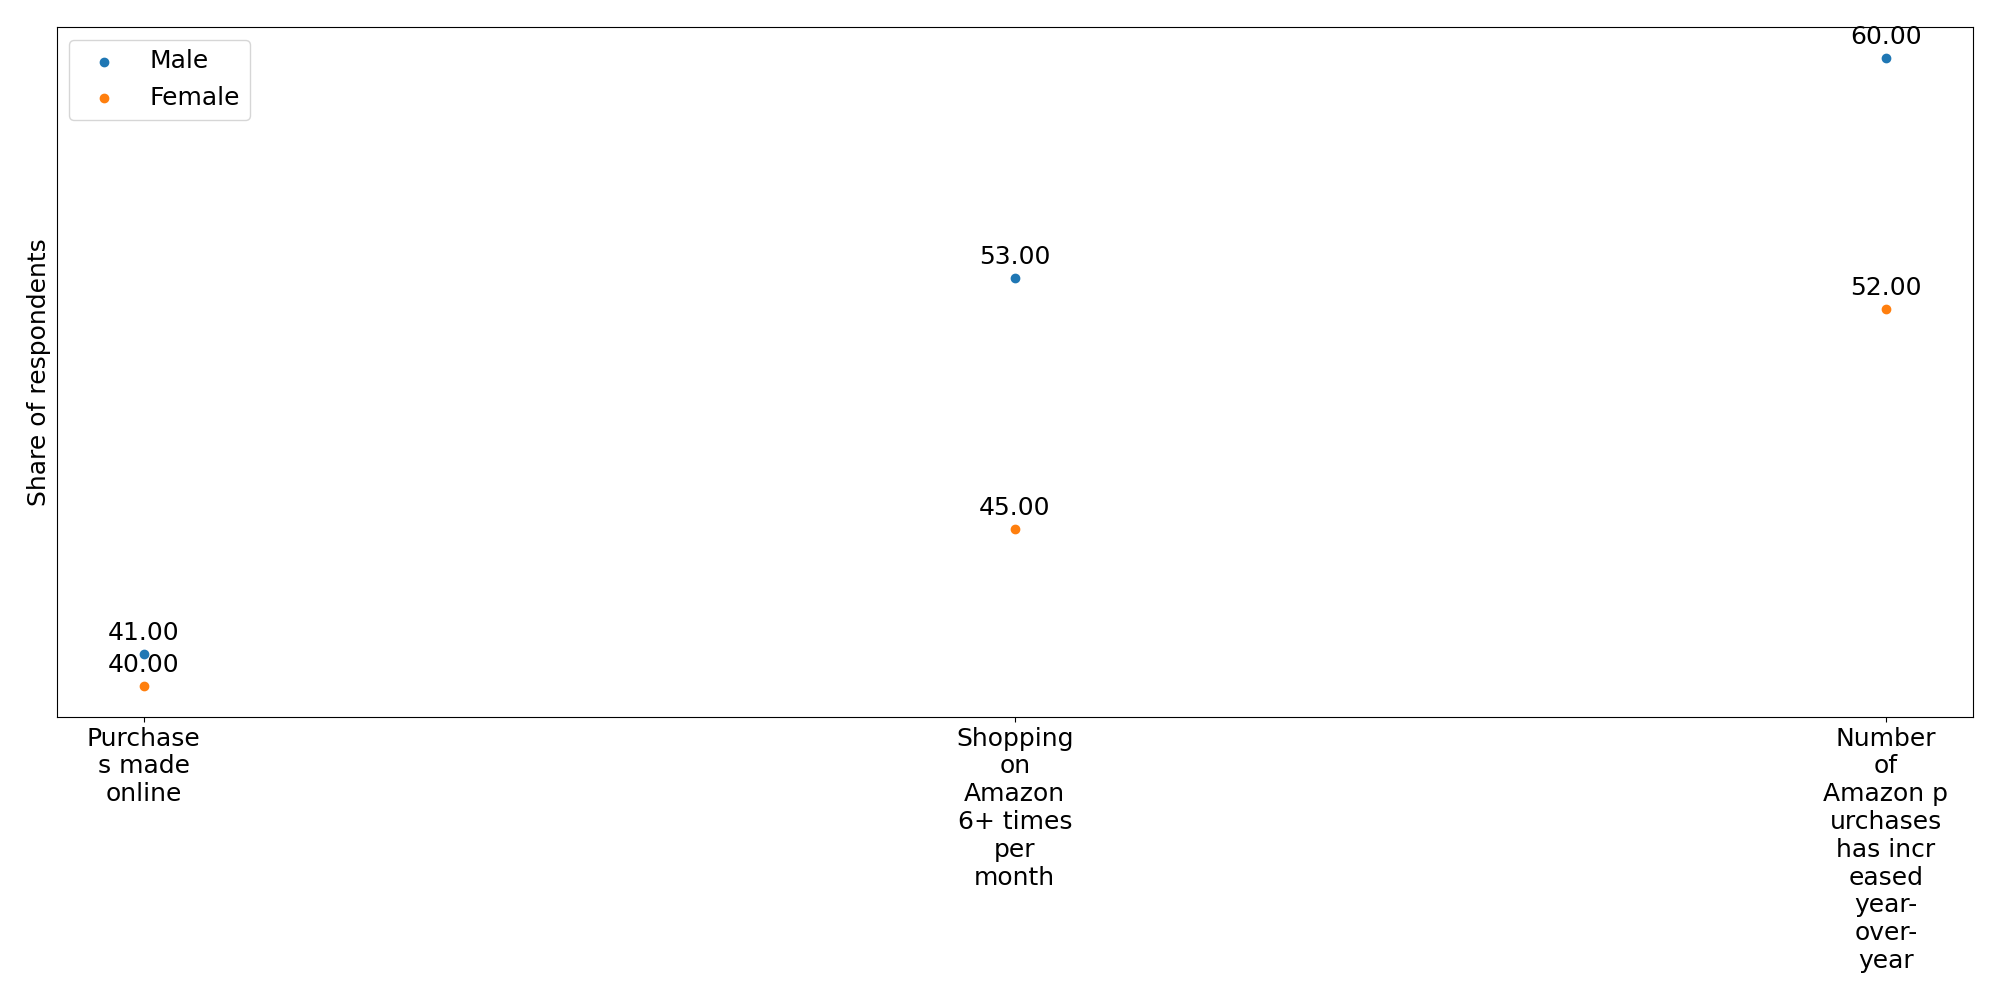 Male
Female
60.00
53.00
52.00
45.00
41.00
40.00
Share of respondents
Purchase
s made
online
Shopping
on
Amazon
6+ times
per
month
Number
of
Amazon p
urchases
has incr
eased
year-
over-
year